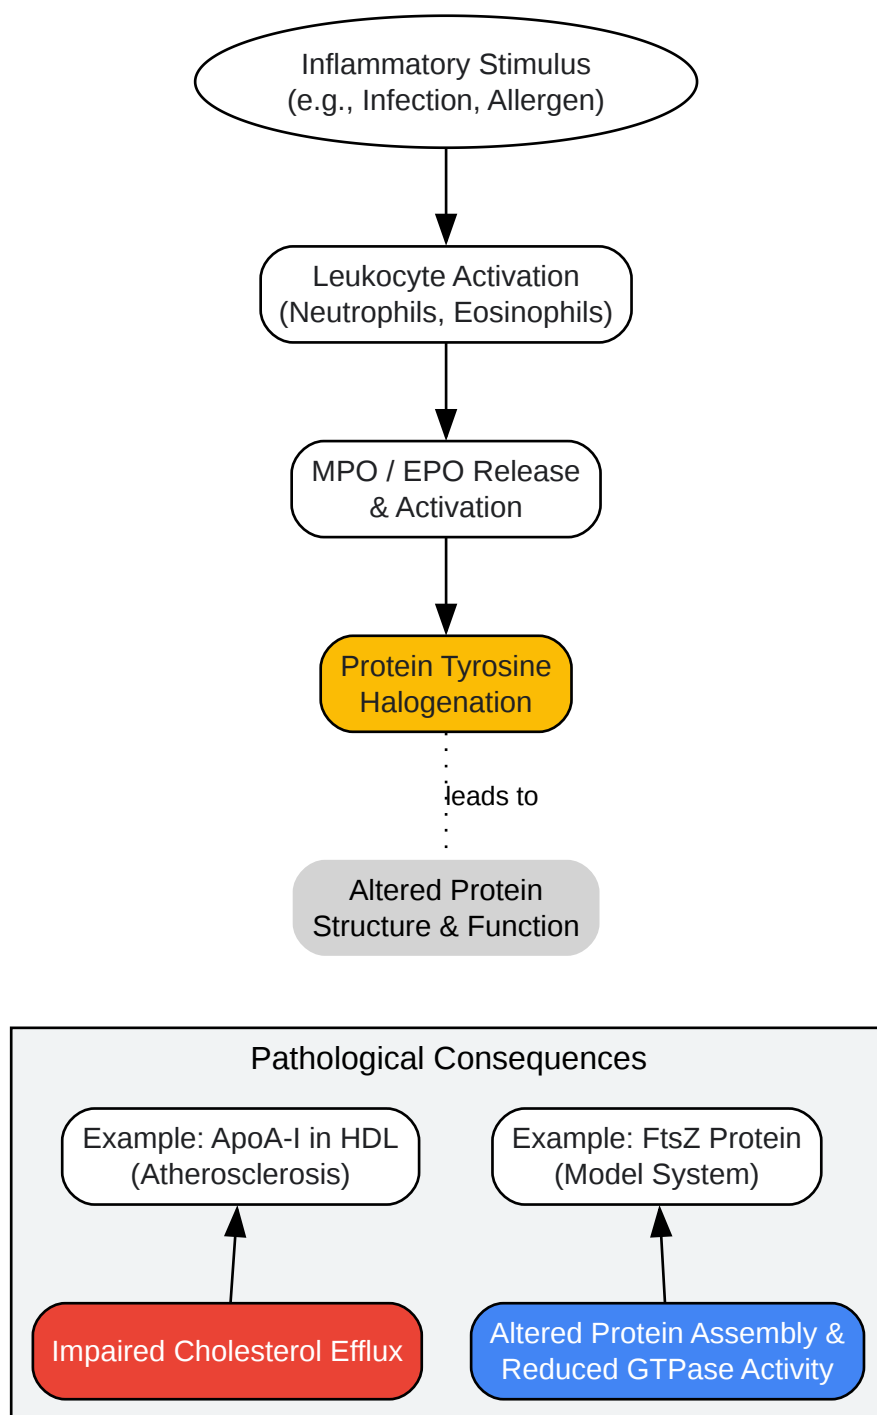 Inflammatory Stimulus
(e.g., Infection, Allergen)
Leukocyte Activation
(Neutrophils, Eosinophils)
MPO / EPO Release
& Activation
Protein Tyrosine
Halogenation
leads to
Altered Protein
Structure & Function
Pathological Consequences
Example: ApoA-I in HDL
(Atherosclerosis)
Example: FtsZ Protein
(Model System)
Impaired Cholesterol Efflux
Altered Protein Assembly &
Reduced GTPase Activity